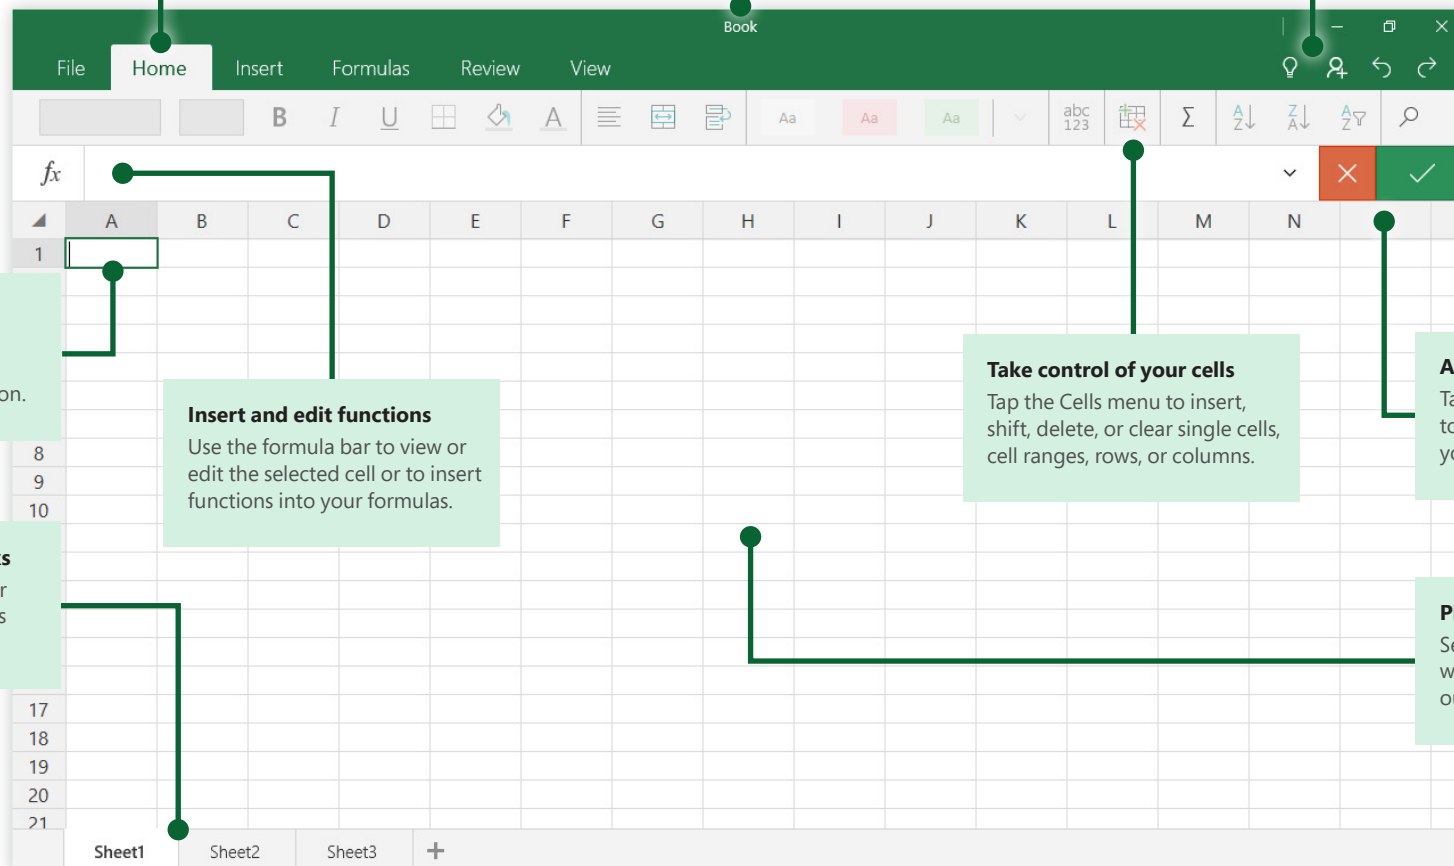 Book
File Home Insert Formulas Review View
B I U A Aa Aa Aa abc 123 Σ A Z Z A A Z
fx
A B C D E F G H I J K L M N
1
on.
Insert and edit functions
Use the formula bar to view or
edit the selected cell or to insert
functions into your formulas.
Take control of your cells
Tap the Cells menu to insert,
shift, delete, or clear single cells,
cell ranges, rows, or columns.
8
9
10
17
18
19
20
21
Sheet1 Sheet2 Sheet3 +